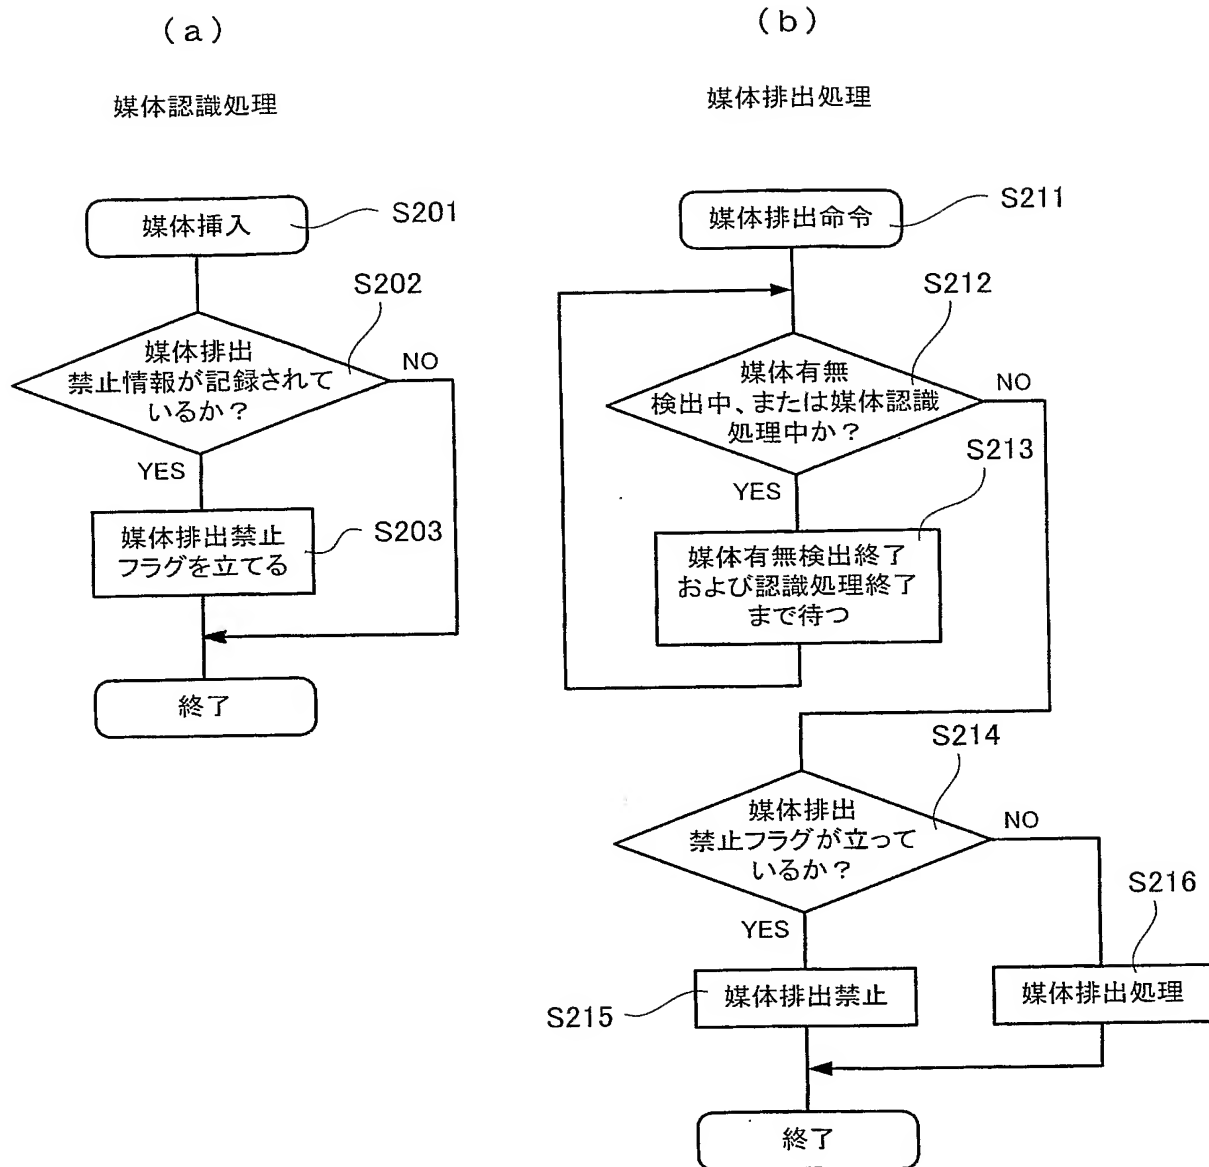 (a)
媒体認識処理
媒体挿入
S201
S202
媒体排出
禁止情報が記録されて
いるか？
NO
YES
媒体排出禁止
フラグを立てる
S203
終了
(b)
媒体排出処理
媒体排出命令
S211
S212
媒体有無
検出中、または媒体認識
処理中か？
NO
YES
S213
媒体有無検出終了
および認識処理終了
まで待つ
S214
媒体排出
禁止フラグが立って
いるか？
NO
YES
S216
媒体排出禁止
媒体排出処理
S215
終了